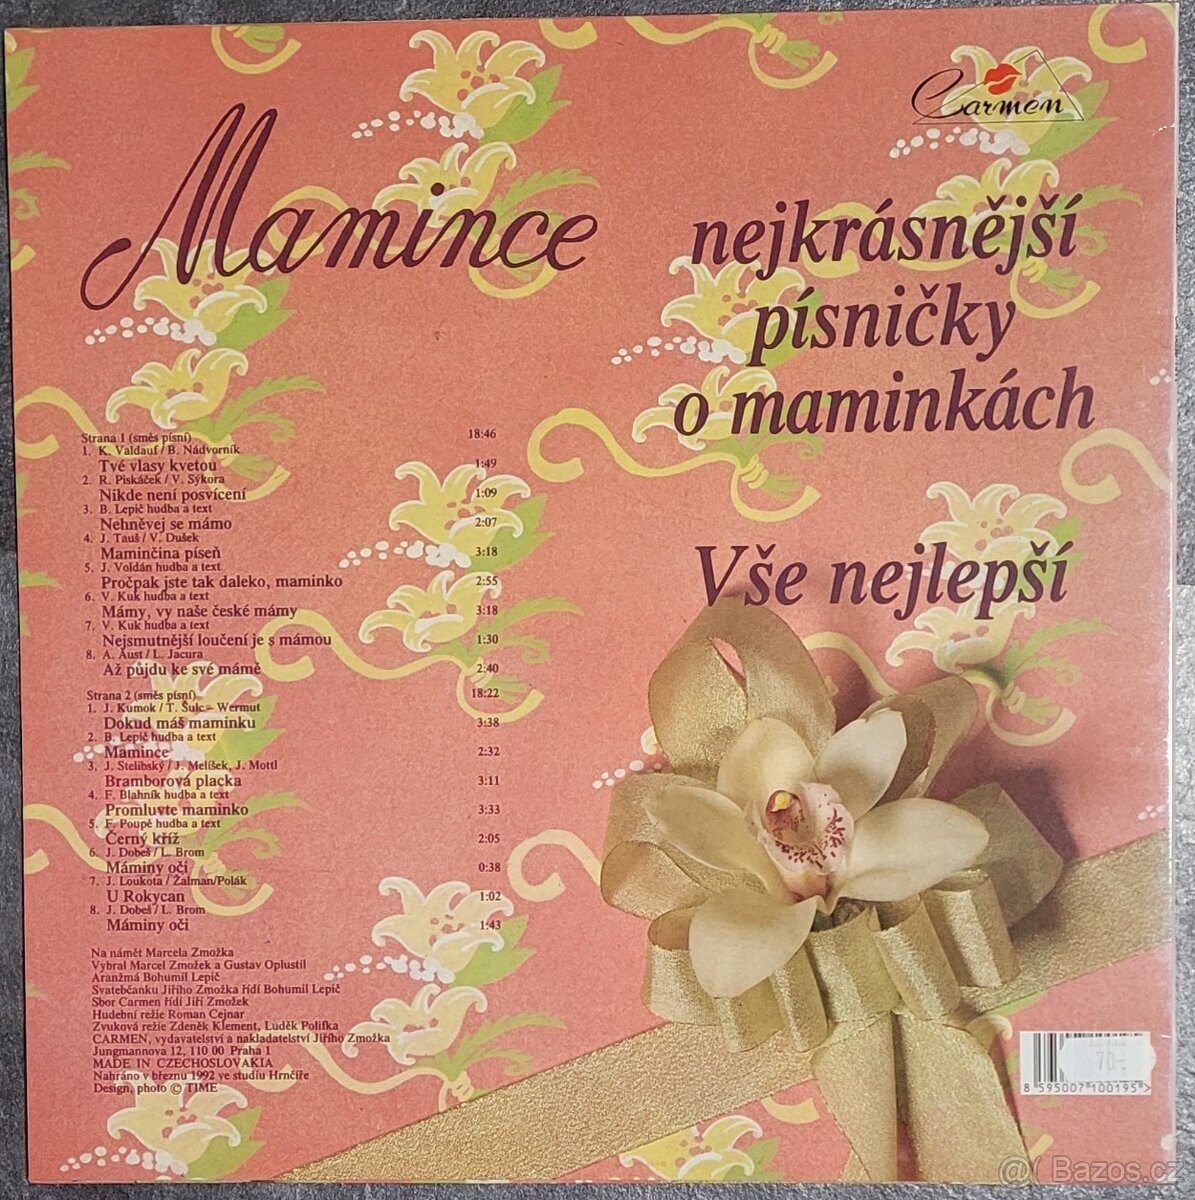 Carmen
Mamince
nejkrásnější
písničky
o maminkách
Vše nejlepší
Strana 1 (směs písní) 18:46
1. K. Valdauf / B. Nádvorník
Tvé vlasy kvetou 1:49
2. R. Piskáček / V. Sýkora
Nikde není posvícení 1:09
3. B. Lepič hudba a text
Nehněvej se mámo 2:07
4. J. Tauš / V. Dušek
Maminčina píseň 3:18
5. J. Voldán hudba a text
Pročpak jste tak daleko, maminko 2:55
6. V. Kuk hudba a text
Mámy, vy naše české mámy 3:18
7. V. Kuk hudba a text
Nejsmutnější loučení je s mámou 1:30
8. A. Aust / L. Jacura
Až půjdu ke své mámě 2:40
Strana 2 (směs písní) 18:22
1. J. Kumok / T. Šulc – Wermut
Dokud máš maminku 3:38
2. B. Lepič hudba a text
Mamince 2:32
3. J. Stelibský / J. Melíšek, J. Mottl
Bramborová placka 3:11
4. F. Blahník hudba a text
Promluvte maminko 3:33
5. F. Poupě hudba a text
Černý kříž 2:05
6. J. Dobeš / L. Brom
Máminy oči 0:38
7. J. Loukota / Žalman/Polák
U Rokycan 1:02
8. J. Dobeš / L. Brom
Máminy oči 1:43
Na námět Marcela Zmožka
Vybral Marcel Zmožek a Gustav Oplustil
Aranžmá Bohumil Lepič
Svatebčanku Jiřího Zmožka řídí Bohumil Lepič
Sbor Carmen řídí Jiří Zmožek
Hudební režie Roman Cejnar
Zvuková režie Zdeněk Klement, Luděk Polifka
CARMEN, vydavatelství a nakladatelství Jiřího Zmožka
Jungmannova 12, 110 00 Praha 1
MADE IN CZECHOSLOVAKIA
Nahráno v březnu 1992 ve studiu Hrnčíře
Design, photo © TIME
70,-
8 595007 100195 >
@( Bazos.cz